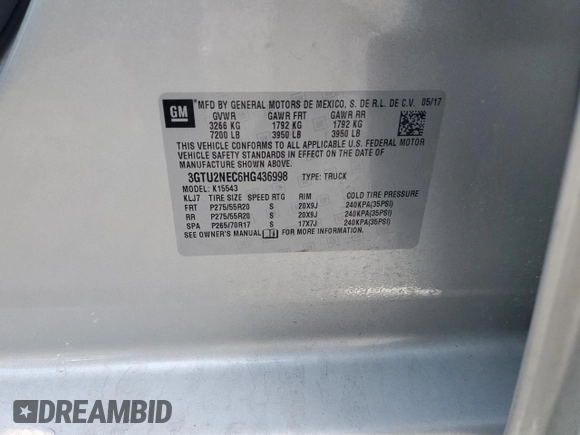 GM
MFD BY GENERAL MOTORS DE MEXICO, S. DE R.L. DE C.V. 05/17
GVWR GAWR FRT GAWR RR
3266 KG 1792 KG 1792 KG
7200 LB 3950 LB 3950 LB
THIS VEHICLE CONFORMS TO ALL APPLICABLE U.S. FEDERAL MOTOR
VEHICLE SAFETY STANDARDS IN EFFECT ON THE DATE OF
MANUFACTURE SHOWN ABOVE.
3GTU2NEC6HG436998 TYPE: TRUCK
MODEL: K15543
KLJ7 TIRE SIZE SPEED RTG RIM COLD TIRE PRESSURE
FRT P275/55R20 S 20X9J 240KPA(35PSI)
RR P275/55R20 S 20X9J 240KPA(35PSI)
SPA P265/70R17 S 17X7J 240KPA(35PSI)
SEE OWNER'S MANUAL FOR MORE INFORMATION.
DREAMBID